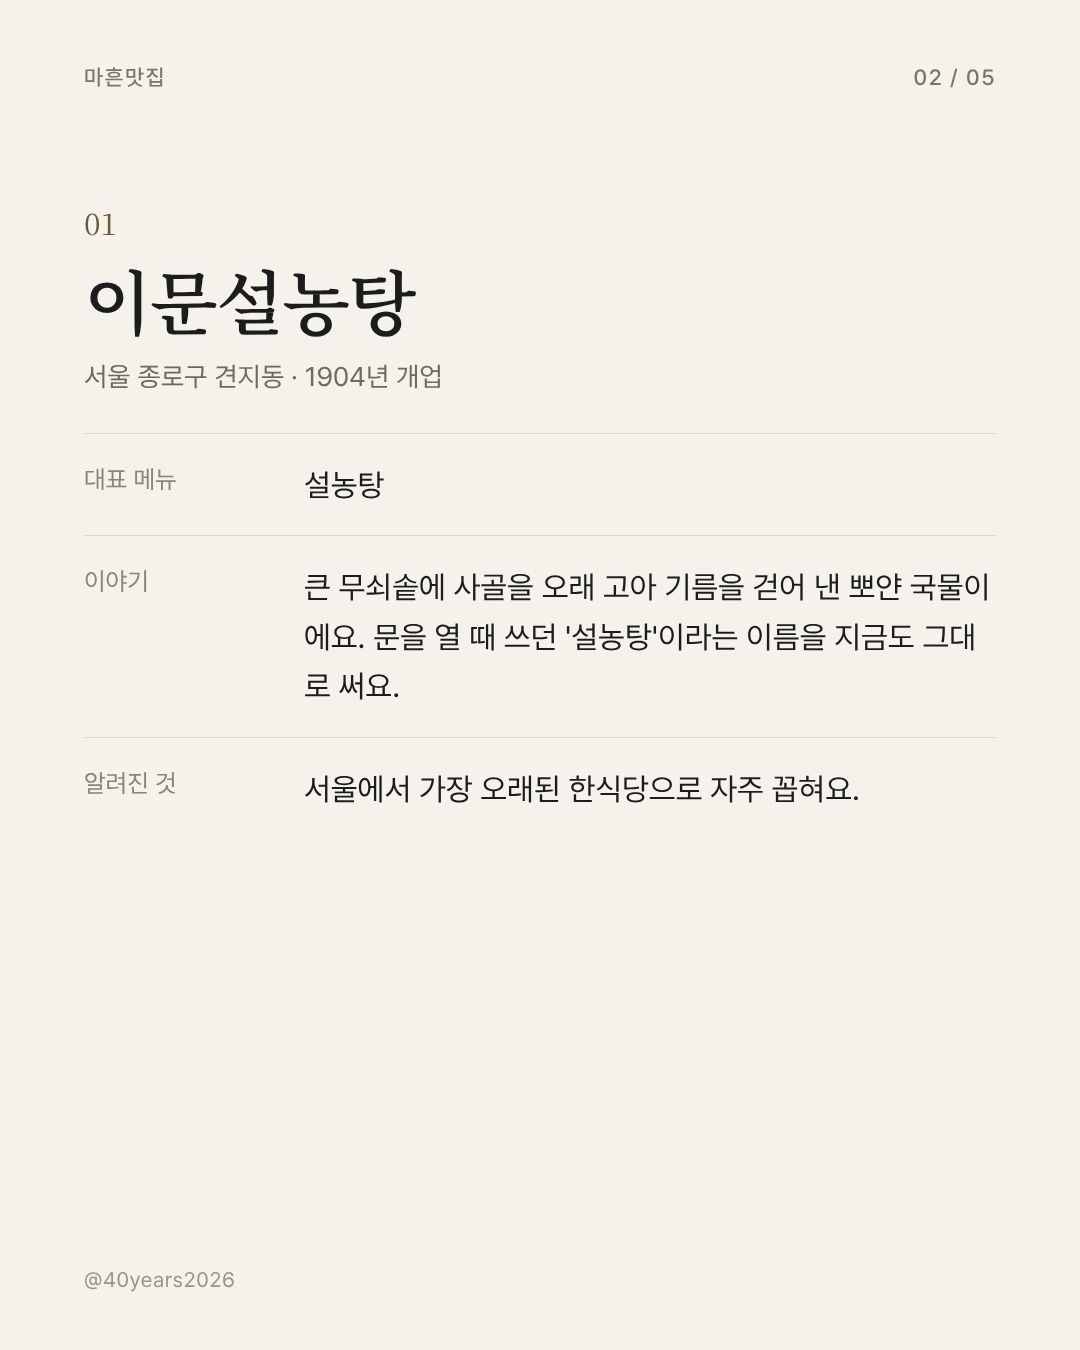 마흔맛집
02 / 05
01
이문설농탕
서울 종로구 견지동 · 1904년 개업
대표 메뉴
설농탕
이야기
큰 무쇠솥에 사골을 오래 고아 기름을 걷어 낸 뽀얀 국물이
에요. 문을 열 때 쓰던 '설농탕'이라는 이름을 지금도 그대
로 써요.
알려진 것
서울에서 가장 오래된 한식당으로 자주 꼽혀요.
@40years2026